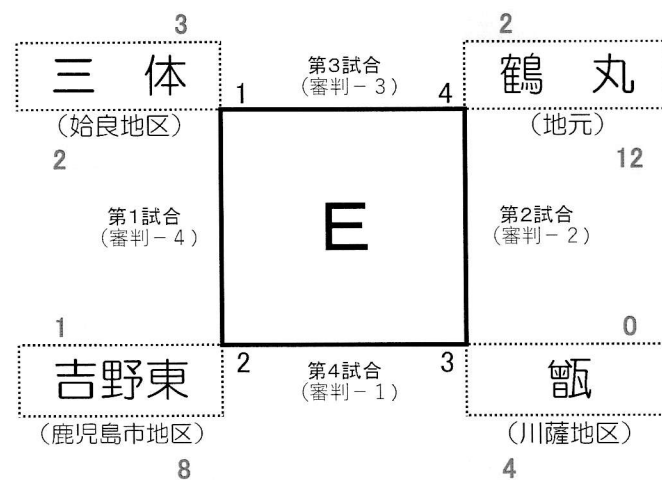 3
2
三 体
第3試合
鶴 丸
1
(審判－3)
4
(姶良地区)
(地元)
2
12
第1試合
第2試合
(審判－4)
E
(審判－2)
1
0
吉野東
2
第4試合
3
甑
(審判－1)
(鹿児島市地区)
(川薩地区)
8
4